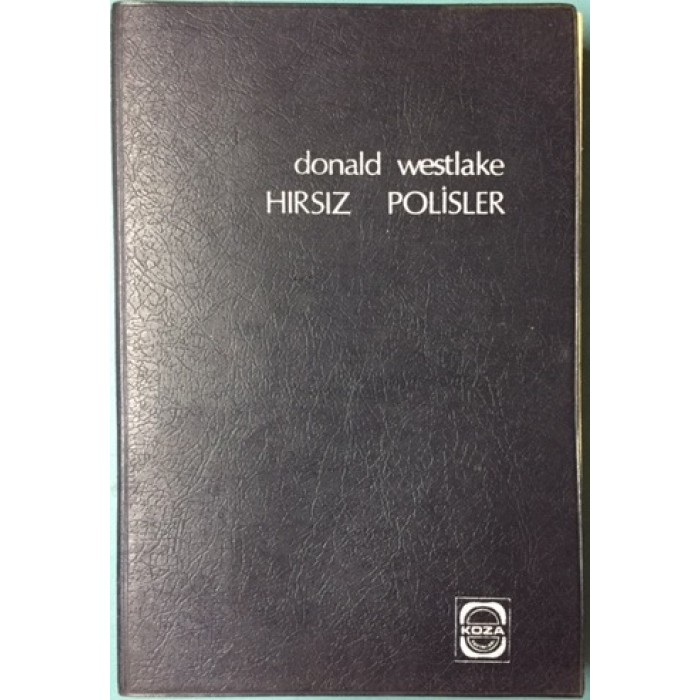 donald westlake
HIRSIZ POLİSLER
KOZA